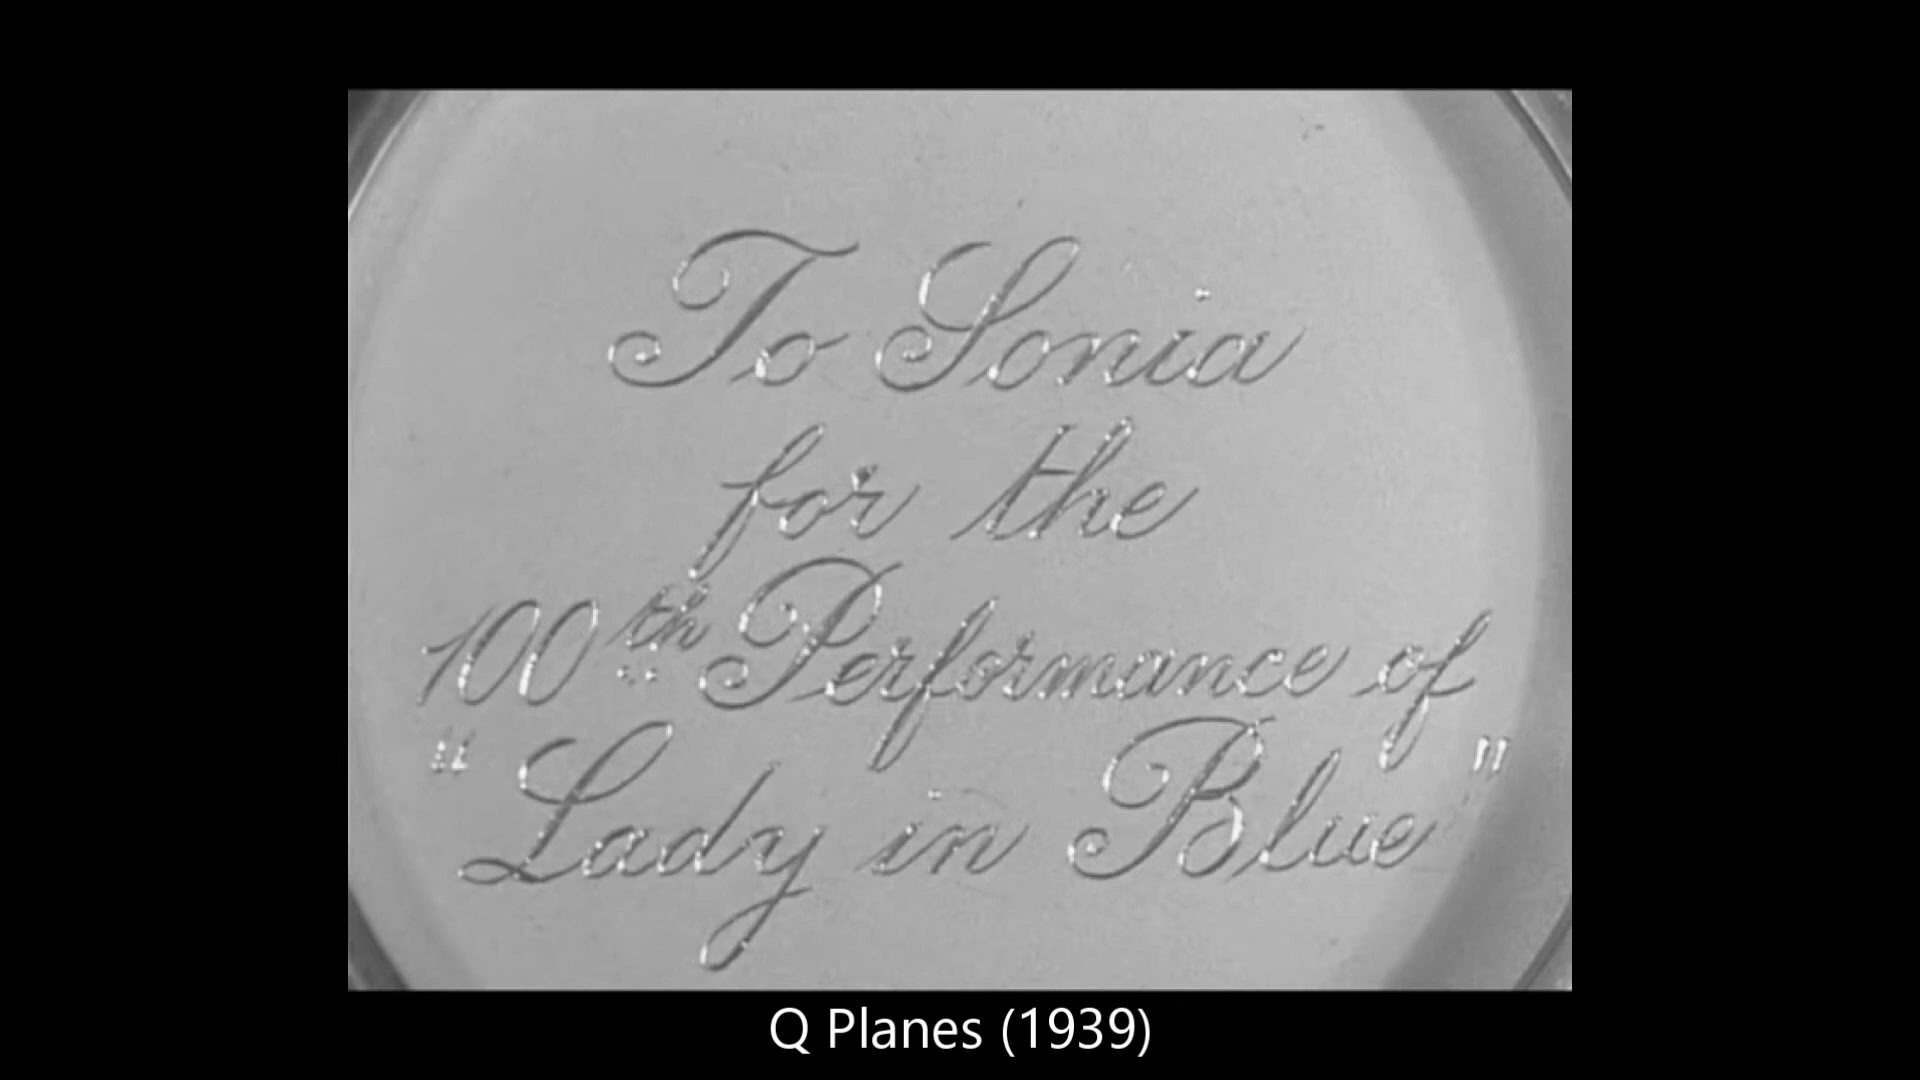 To Sonia
for the
100th Performance of
"Lady in Blue"
Q Planes (1939)